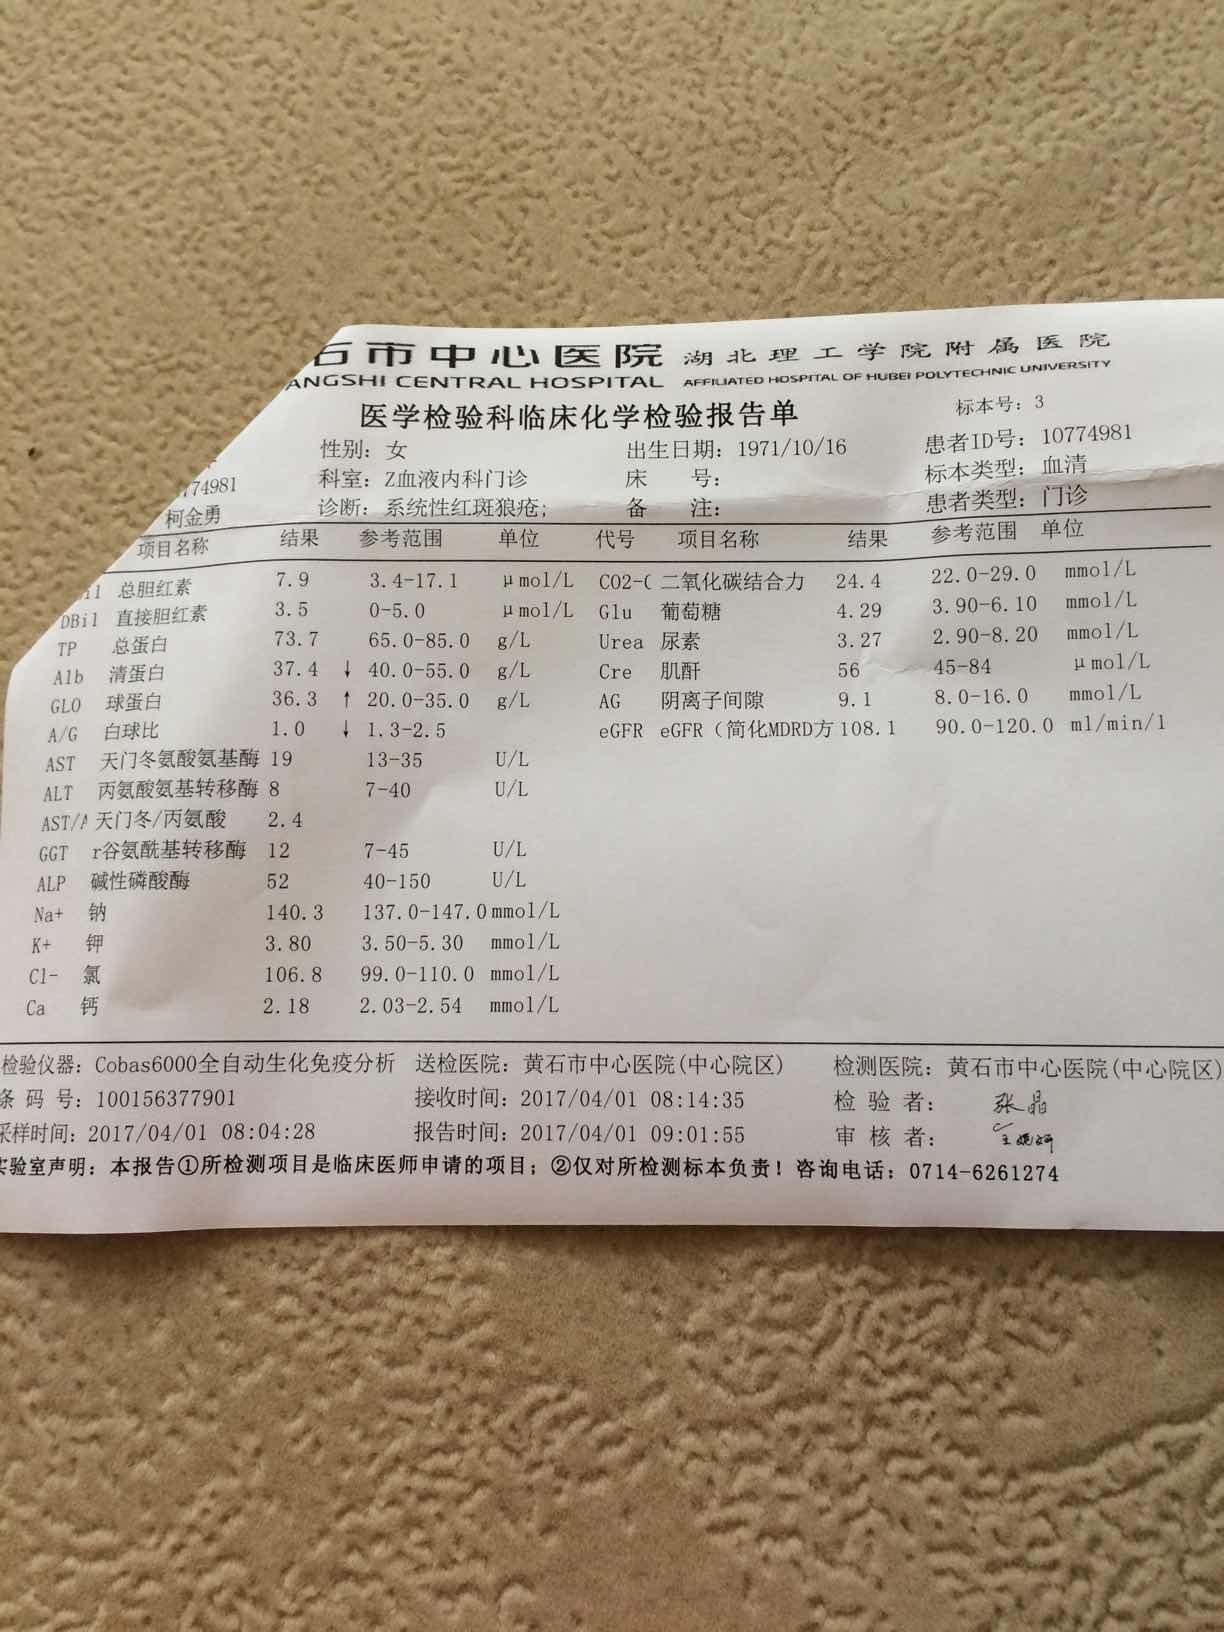 石市中心医院 湖北理工学院附属医院
ANGSHI CENTRAL HOSPITAL AFFILIATED HOSPITAL OF HUBEI POLYTECHNIC UNIVERSITY
医学检验科临床化学检验报告单 标本号: 3
性别: 女 出生日期: 1971/10/16 患者ID号: 10774981
174981 科室: Z血液内科门诊 床 号: 标本类型: 血清
柯金勇 诊断: 系统性红斑狼疮; 备 注: 患者类型: 门诊
项目名称 结果 参考范围 单位 代号 项目名称 结果 参考范围 单位
il 总胆红素 7.9 3.4-17.1 μmol/L CO2-C 二氧化碳结合力 24.4 22.0-29.0 mmol/L
DBil 直接胆红素 3.5 0-5.0 μmol/L Glu 葡萄糖 4.29 3.90-6.10 mmol/L
TP 总蛋白 73.7 65.0-85.0 g/L Urea 尿素 3.27 2.90-8.20 mmol/L
Alb 清蛋白 37.4 ↓ 40.0-55.0 g/L Cre 肌酐 56 45-84 μmol/L
GLO 球蛋白 36.3 ↑ 20.0-35.0 g/L AG 阴离子间隙 9.1 8.0-16.0 mmol/L
A/G 白球比 1.0 ↓ 1.3-2.5 eGFR eGFR（简化MDRD方 108.1 90.0-120.0 ml/min/1
AST 天门冬氨酸氨基酶 19 13-35 U/L
ALT 丙氨酸氨基转移酶 8 7-40 U/L
AST/A 天门冬/丙氨酸 2.4
GGT r谷氨酰基转移酶 12 7-45 U/L
ALP 碱性磷酸酶 52 40-150 U/L
Na+ 钠 140.3 137.0-147.0 mmol/L
K+ 钾 3.80 3.50-5.30 mmol/L
Cl- 氯 106.8 99.0-110.0 mmol/L
Ca 钙 2.18 2.03-2.54 mmol/L
检验仪器: Cobas6000全自动生化免疫分析 送检医院: 黄石市中心医院(中心院区) 检测医院: 黄石市中心医院(中心院区)
条 码 号: 100156377901 接收时间: 2017/04/01 08:14:35 检 验 者: 张晶
采样时间: 2017/04/01 08:04:28 报告时间: 2017/04/01 09:01:55 审 核 者:
实验室声明: 本报告①所检测项目是临床医师申请的项目; ②仅对所检测标本负责! 咨询电话: 0714-6261274